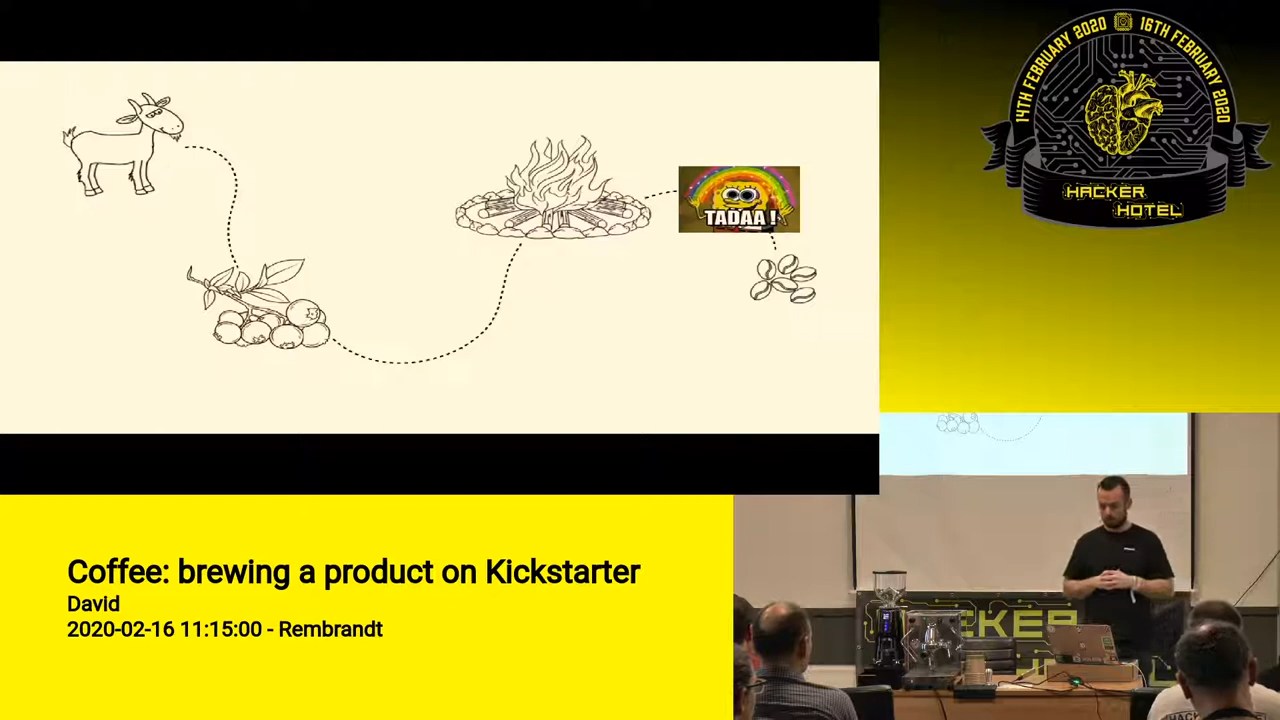 TADAA !
14TH FEBRUARY 2020 16TH FEBRUARY 2020
HACKER
HOTEL
Coffee: brewing a product on Kickstarter
David
2020-02-16 11:15:00 - Rembrandt